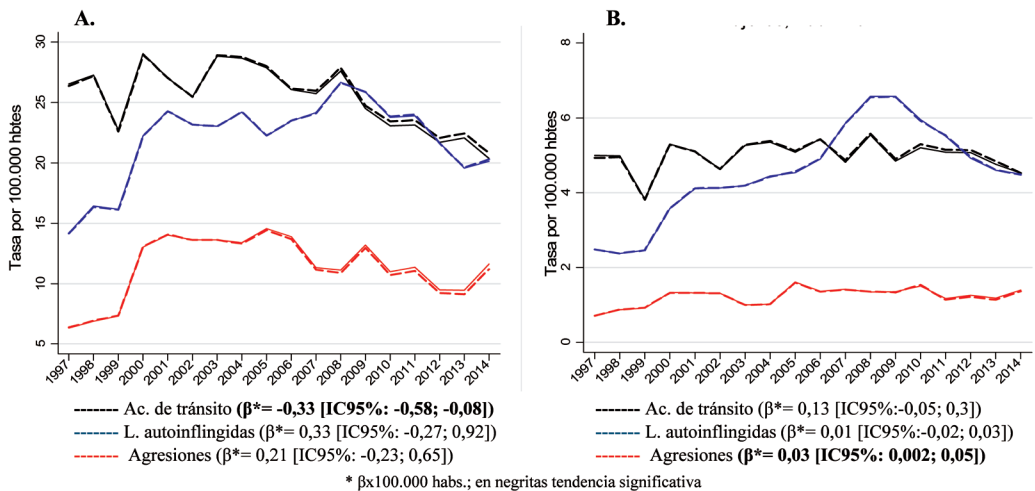 A.
B.
Tasa por 100.000 hbtes
30
25
20
15
10
5
1997 1998 1999 2000 2001 2002 2003 2004 2005 2006 2007 2008 2009 2010 2011 2012 2013 2014
Ac. de tránsito (β*= -0,33 [IC95%: -0,58; -0,08])
L. autoinflingidas (β*= 0,33 [IC95%: -0,27; 0,92])
Agresiones (β*= 0,21 [IC95%: -0,23; 0,65])
Tasa por 100.000 hbtes
8
6
4
2
0
1997 1998 1999 2000 2001 2002 2003 2004 2005 2006 2007 2008 2009 2010 2011 2012 2013 2014
Ac. de tránsito (β*= 0,13 [IC95%:-0,05; 0,3])
L. autoinflingidas (β*= 0,01 [IC95%:-0,02; 0,03])
Agresiones (β*= 0,03 [IC95%: 0,002; 0,05])
* βx100.000 habs.; en negritas tendencia significativa